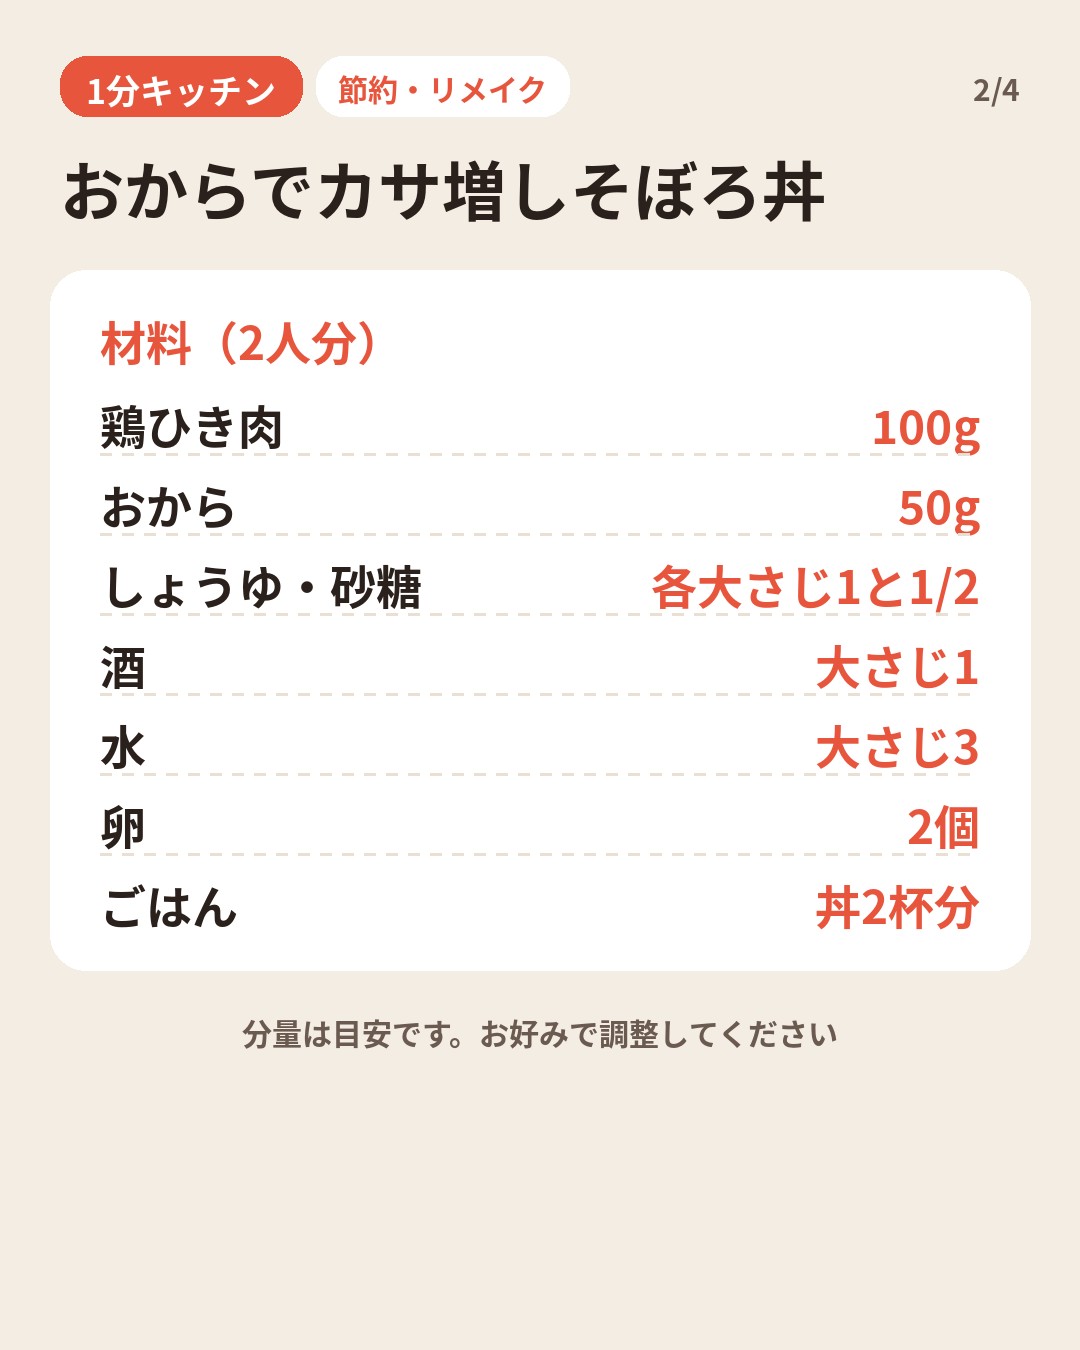 1分キッチン 節約・リメイク 2/4
おからでカサ増しそぼろ丼
材料（2人分）
鶏ひき肉 100g
おから 50g
しょうゆ・砂糖 各大さじ1と1/2
酒 大さじ1
水 大さじ3
卵 2個
ごはん 丼2杯分
分量は目安です。お好みで調整してください